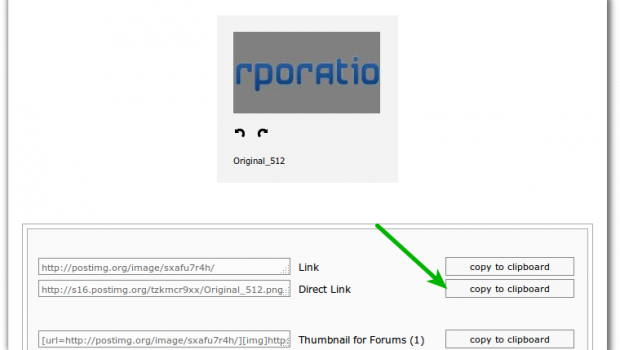 rporatio
Original_512
http://postimg.org/image/sxafu7r4h/ Link copy to clipboard
http://s16.postimg.org/tzkmcr9xx/Original_512.png Direct Link copy to clipboard
[url=http://postimg.org/image/sxafu7r4h/][img]https Thumbnail for Forums (1) copy to clipboard